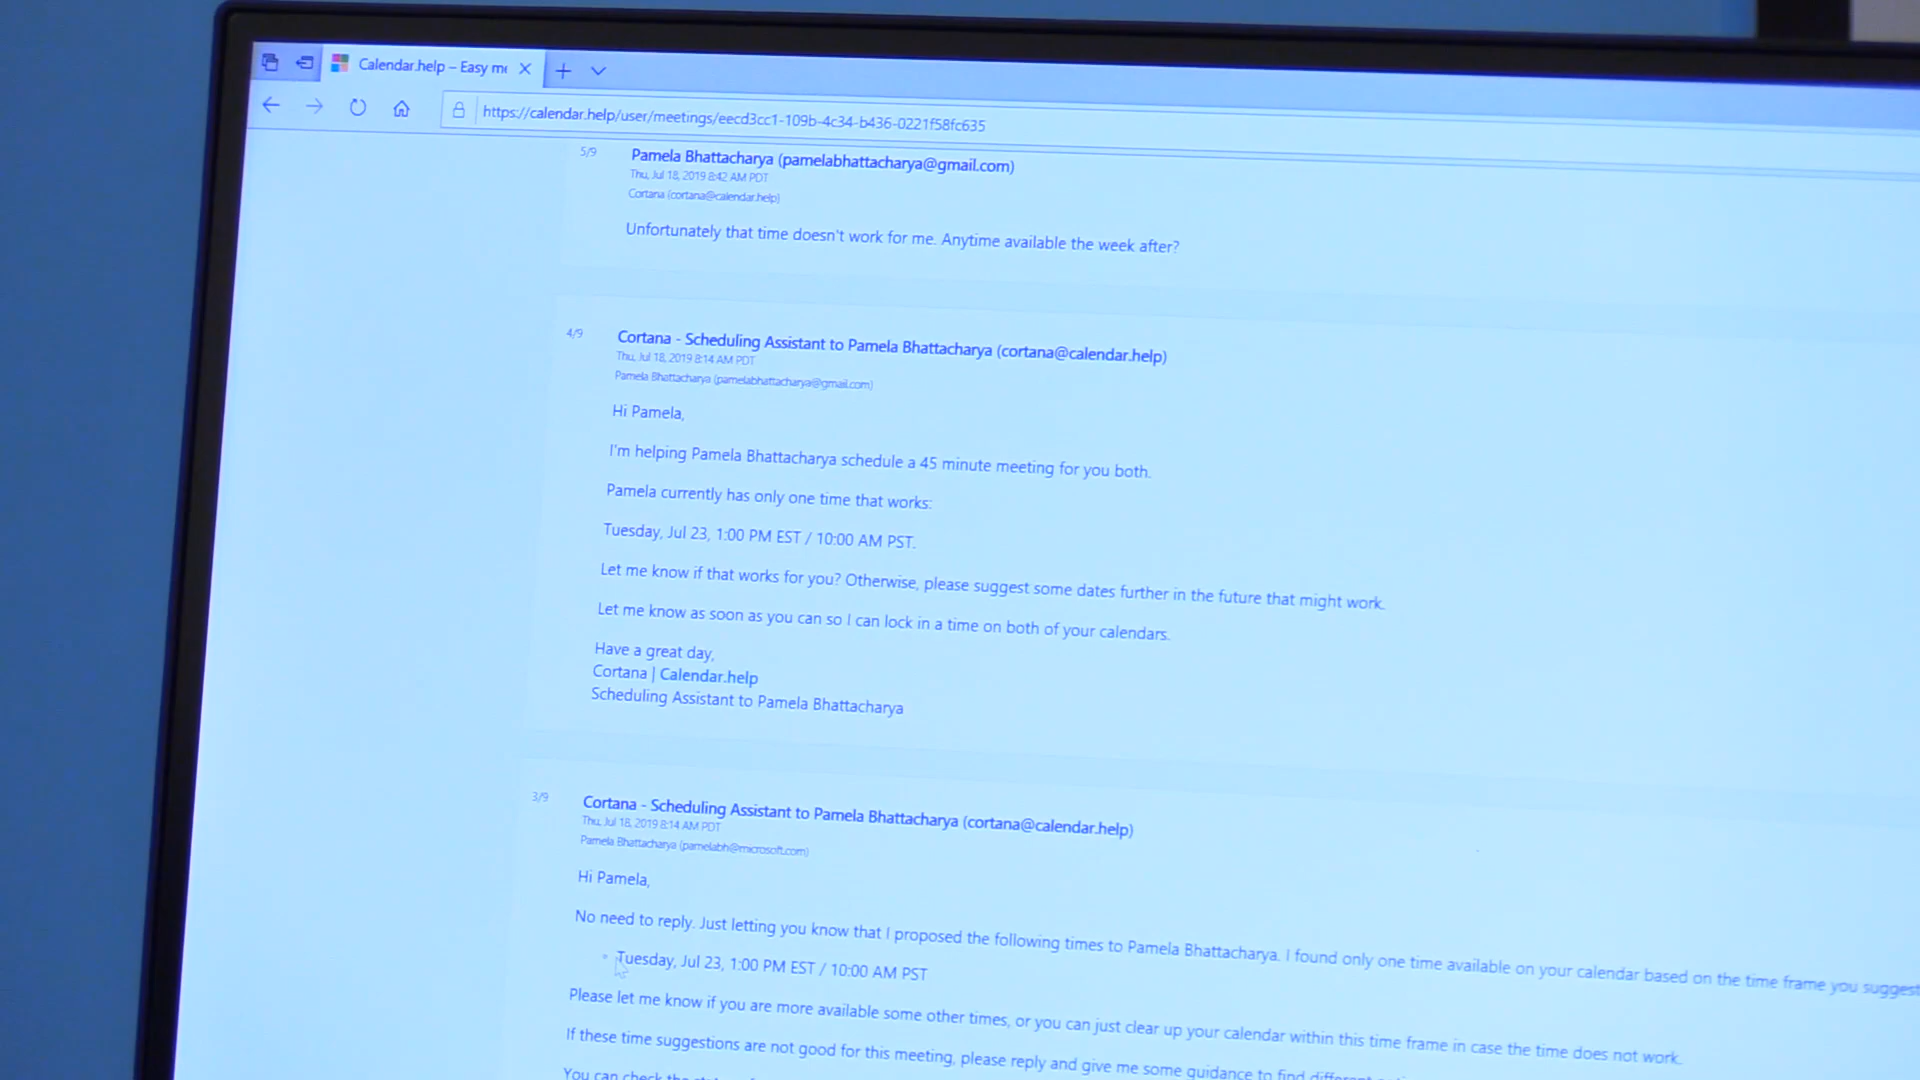 Calendar.help – Easy me
https://calendar.help/user/meetings/eecd3cc1-109b-4c34-b436-0221f58fc635
5/9
Pamela Bhattacharya (pamelabhattacharya@gmail.com)
Thu, Jul 18, 2019 8:42 AM PDT
Cortana (cortana@calendar.help)
Unfortunately that time doesn't work for me. Anytime available the week after?
4/9
Cortana - Scheduling Assistant to Pamela Bhattacharya (cortana@calendar.help)
Thu, Jul 18, 2019 8:14 AM PDT
Pamela Bhattacharya (pamelabhattacharya@gmail.com)
Hi Pamela,
I'm helping Pamela Bhattacharya schedule a 45 minute meeting for you both.
Pamela currently has only one time that works:
Tuesday, Jul 23, 1:00 PM EST / 10:00 AM PST.
Let me know if that works for you? Otherwise, please suggest some dates further in the future that might work.
Let me know as soon as you can so I can lock in a time on both of your calendars.
Have a great day,
Cortana | Calendar.help
Scheduling Assistant to Pamela Bhattacharya
3/9
Cortana - Scheduling Assistant to Pamela Bhattacharya (cortana@calendar.help)
Thu, Jul 18, 2019 8:14 AM PDT
Pamela Bhattacharya (pamelabh@microsoft.com)
Hi Pamela,
No need to reply. Just letting you know that I proposed the following times to Pamela Bhattacharya. I found only one time available on your calendar based on the time frame you suggest
Tuesday, Jul 23, 1:00 PM EST / 10:00 AM PST
Please let me know if you are more available some other times, or you can just clear up your calendar within this time frame in case the time does not work.
If these time suggestions are not good for this meeting, please reply and give me some guidance to find
You can check the